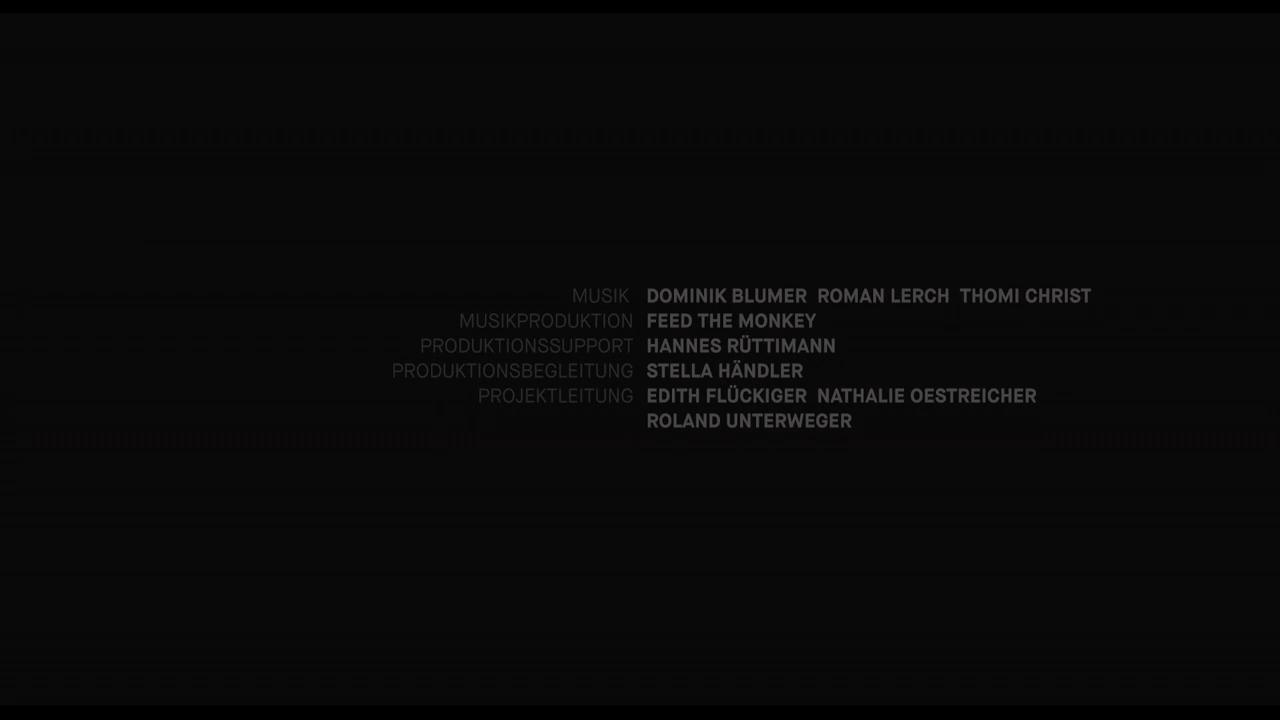 MUSIK DOMINIK BLUMER ROMAN LERCH THOMI CHRIST
MUSIKPRODUKTION FEED THE MONKEY
PRODUKTIONSSUPPORT HANNES RÜTTIMANN
PRODUKTIONSBEGLEITUNG STELLA HÄNDLER
PROJEKTLEITUNG EDITH FLÜCKIGER NATHALIE OESTREICHER
ROLAND UNTERWEGER